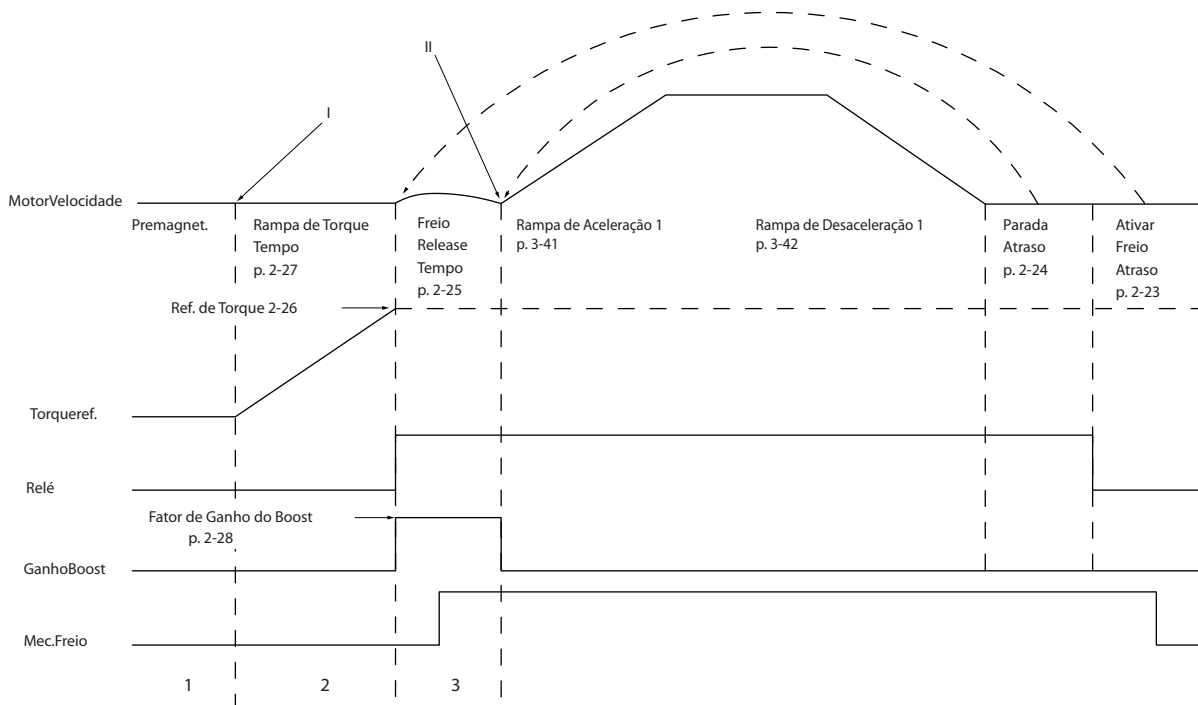 I
II
MotorVelocidade
Premagnet.
Rampa de Torque
Tempo
p. 2-27
Freio
Release
Tempo
p. 2-25
Rampa de Aceleração 1
p. 3-41
Rampa de Desaceleração 1
p. 3-42
Parada
Atraso
p. 2-24
Ativar
Freio
Atraso
p. 2-23
Ref. de Torque 2-26
Torqueref.
Relé
Fator de Ganho do Boost
p. 2-28
GanhoBoost
Mec.Freio
1
2
3